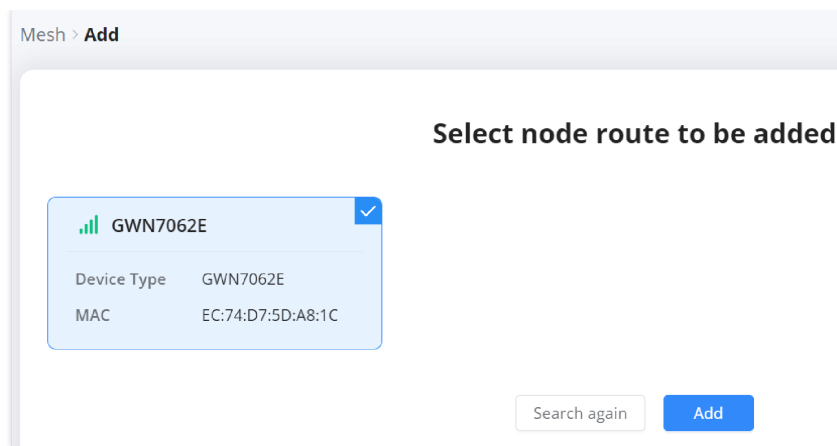 Mesh > Add
Select node route to be added
GWN7062E
Device Type GWN7062E
MAC EC:74:D7:5D:A8:1C
Search again Add